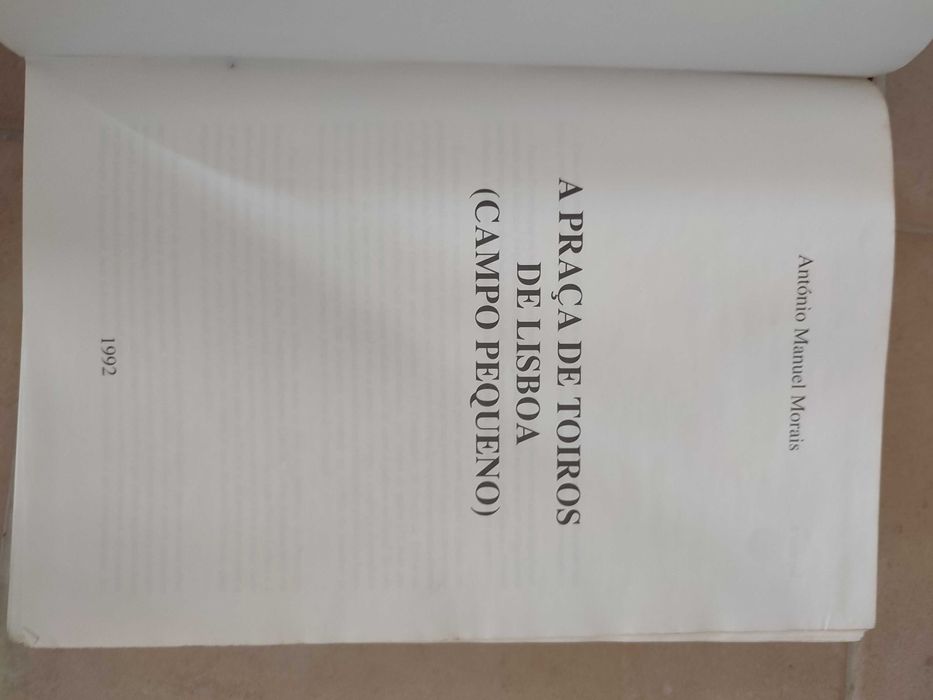 António Manuel Morais
A PRAÇA DE TOIROS
DE LISBOA
(CAMPO PEQUENO)
1992